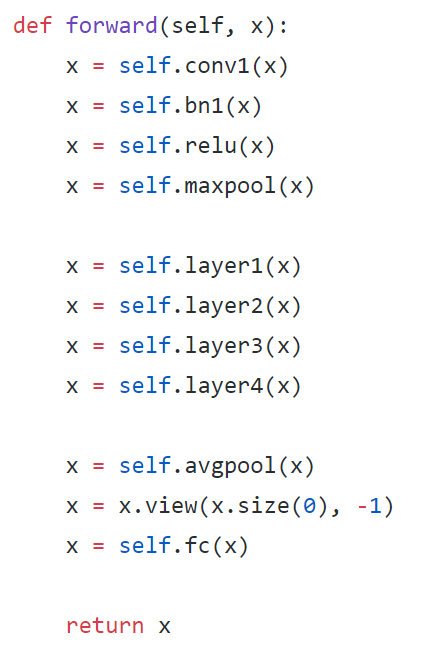 def forward(self, x):
    x = self.conv1(x)
    x = self.bn1(x)
    x = self.relu(x)
    x = self.maxpool(x)

    x = self.layer1(x)
    x = self.layer2(x)
    x = self.layer3(x)
    x = self.layer4(x)

    x = self.avgpool(x)
    x = x.view(x.size(0), -1)
    x = self.fc(x)

    return x